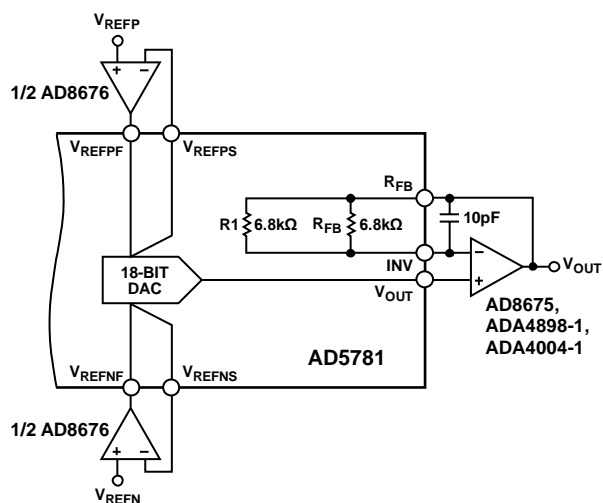 VREFP
1/2 AD8676
+ −
VREFPF
VREFPS
RFB
R1 6.8kΩ
RFB 6.8kΩ
10pF
18-BIT
DAC
INV
VOUT
− +
VOUT
AD8675,
ADA4898-1,
ADA4004-1
AD5781
VREFNF
VREFNS
1/2 AD8676
+ −
VREFN